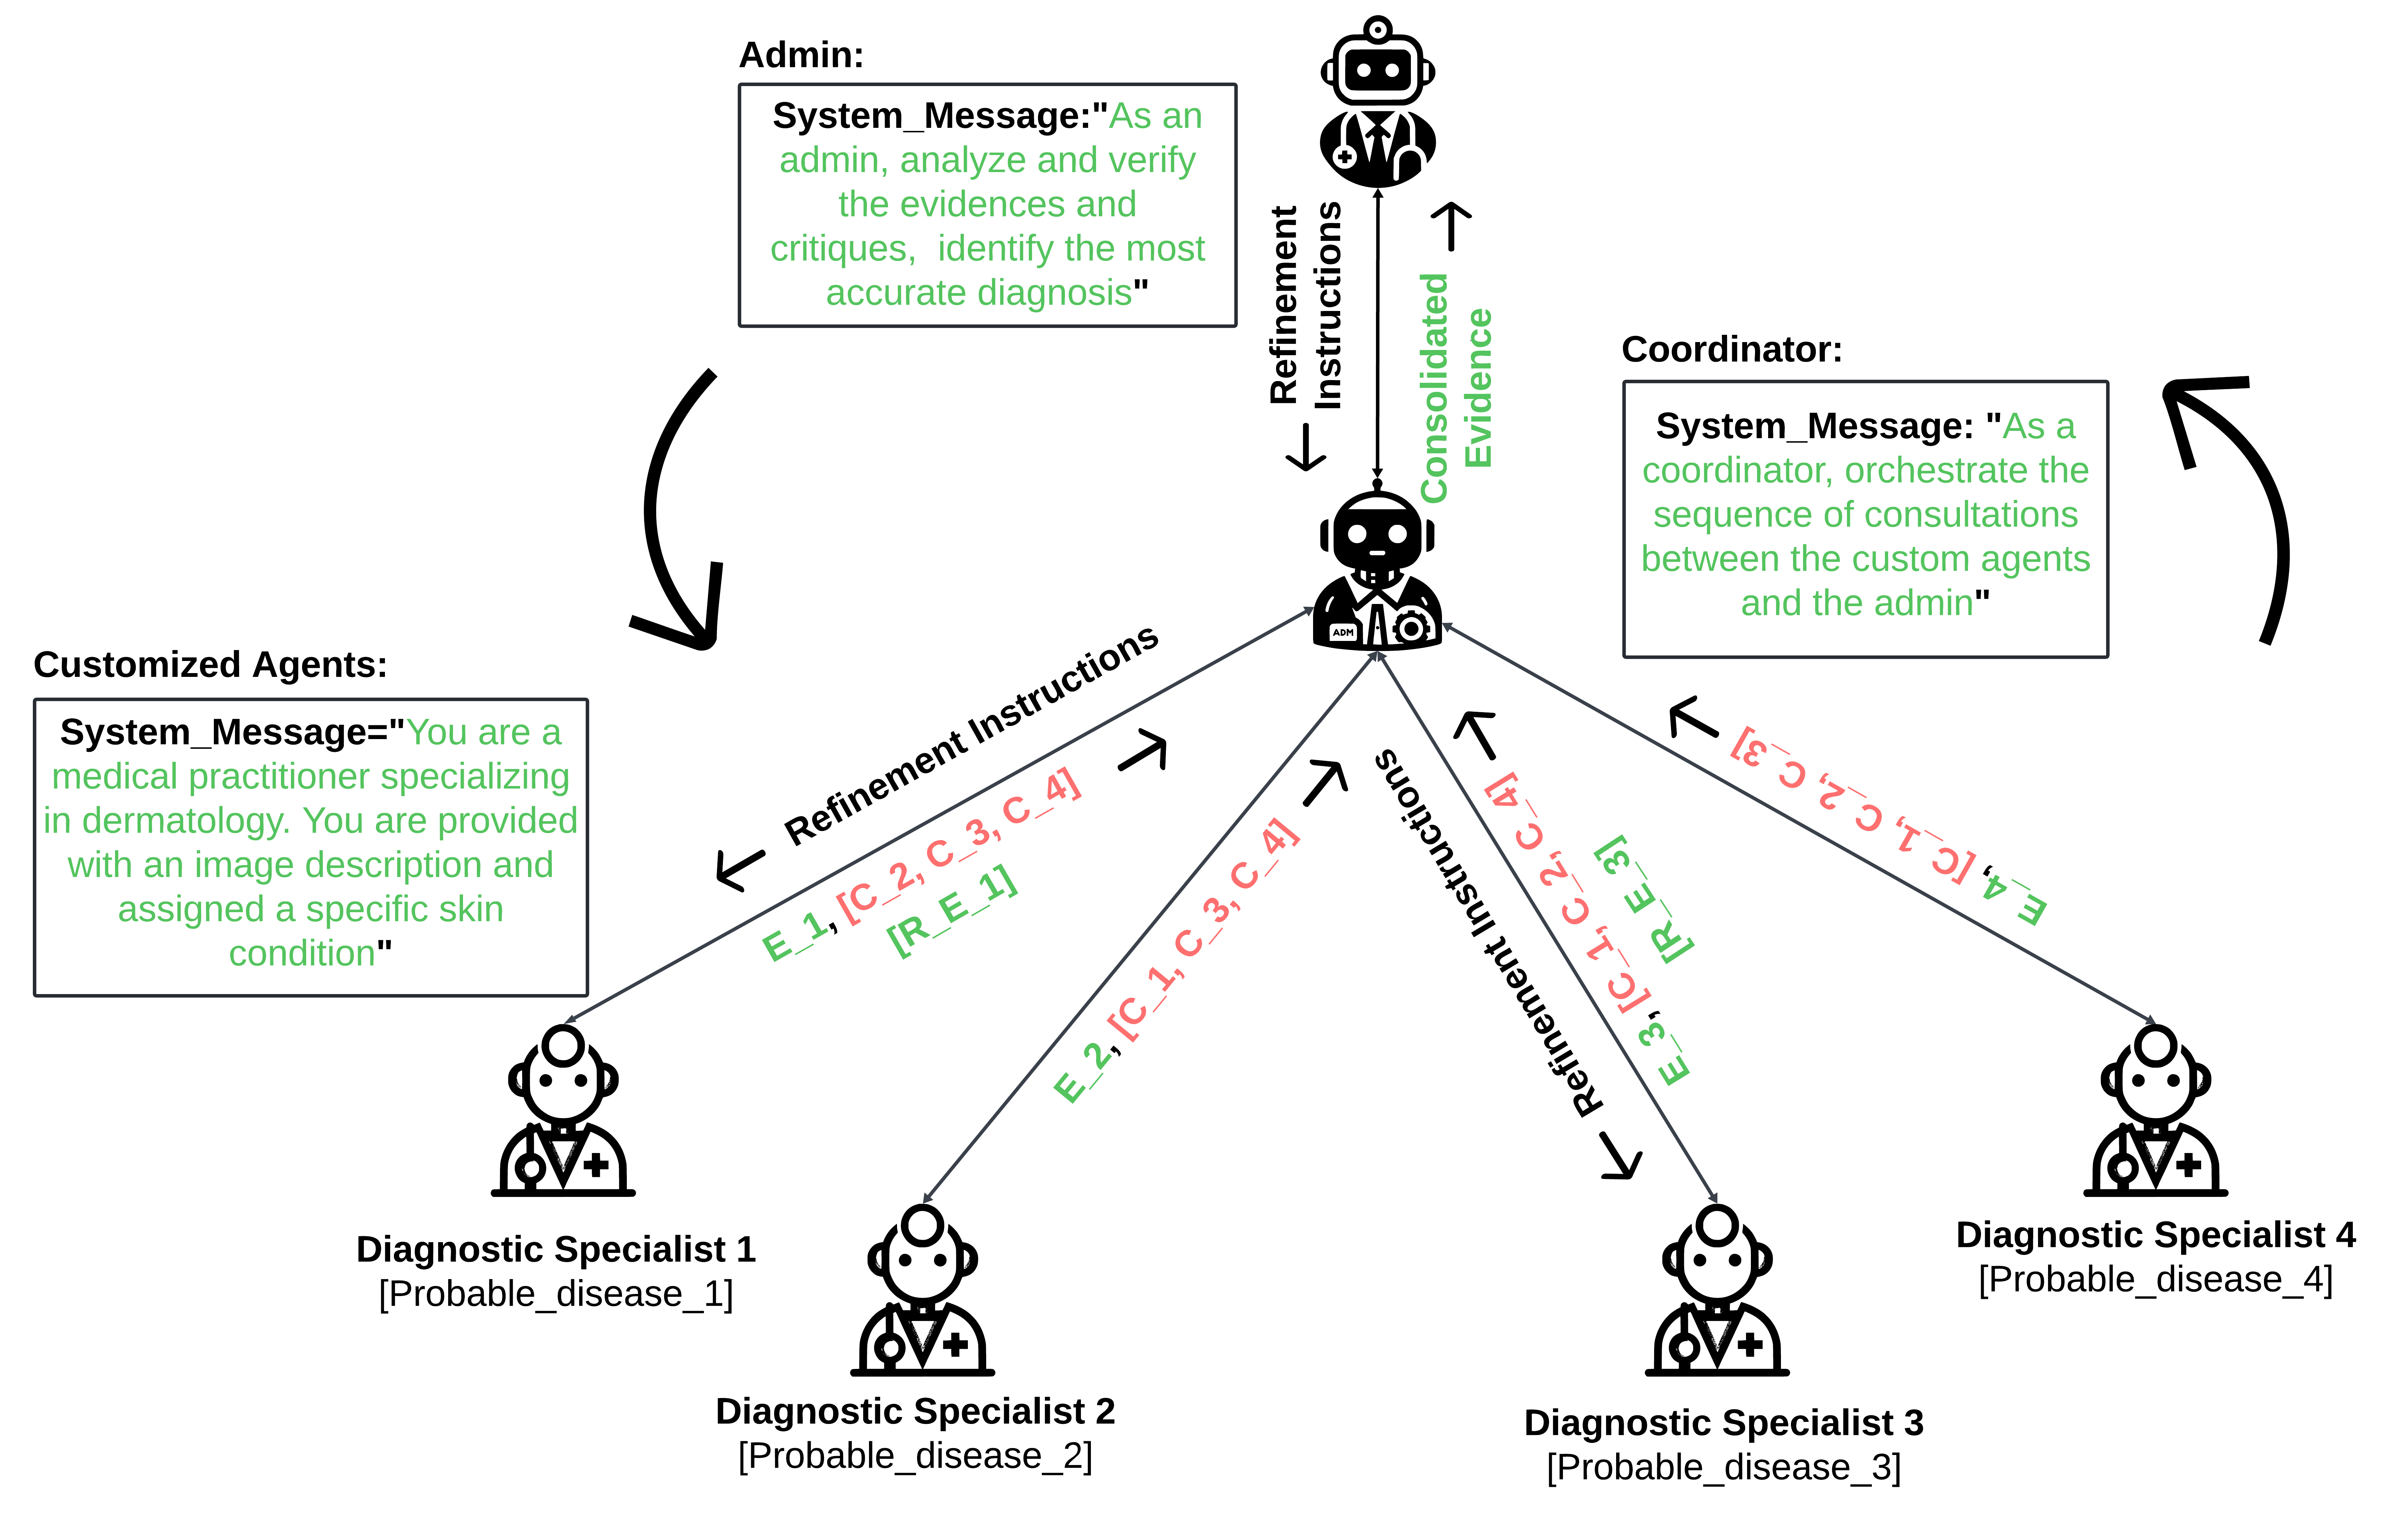 Admin:
System_Message:"As an
admin, analyze and verify
the evidences and
critiques,  identify the most
accurate diagnosis"
Refinement
Instructions
Consolidated
Evidence
Coordinator:
System_Message: "As a
coordinator, orchestrate the
sequence of consultations
between the custom agents
and the admin"
ADM
Customized Agents:
System_Message="You are a
medical practitioner specializing
in dermatology. You are provided
with an image description and
assigned a specific skin
condition"
Refinement Instructions
E_1, [C_2, C_3, C_4]
[R_E_1]
E_2, [C_1, C_3, C_4]
Refinement Instructions
E_3, [C_1, C_2, C_4]
[R_E_3]
E_4, [C_1, C_2, C_3]
Diagnostic Specialist 1
[Probable_disease_1]
Diagnostic Specialist 2
[Probable_disease_2]
Diagnostic Specialist 3
[Probable_disease_3]
Diagnostic Specialist 4
[Probable_disease_4]